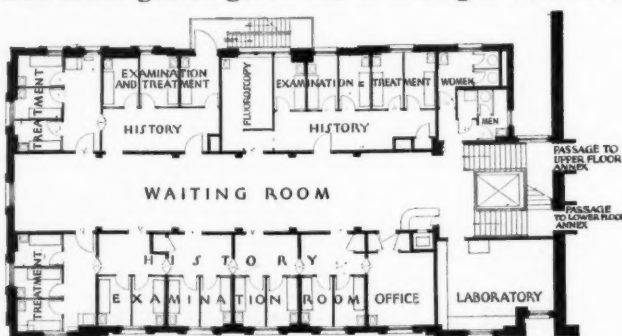 TREATMENT
EXAMINATION
AND TREATMENT
HISTORY
FLUOROSCOPY
EXAMINATION & TREATMENT
HISTORY
WOMEN
MEN
PASSAGE TO
UPPER FLOOR
ANNEX
WAITING ROOM
PASSAGE
TO LOWER FLOOR
ANNEX
TREATMENT
HISTORY
EXAMINATION ROOM
OFFICE
LABORATORY